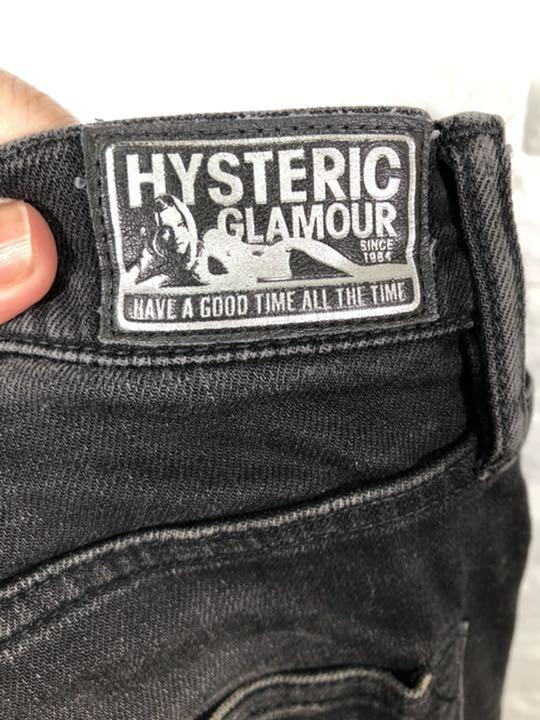 HYSTERIC
GLAMOUR
SINCE
1984
HAVE A GOOD TIME ALL THE TIME